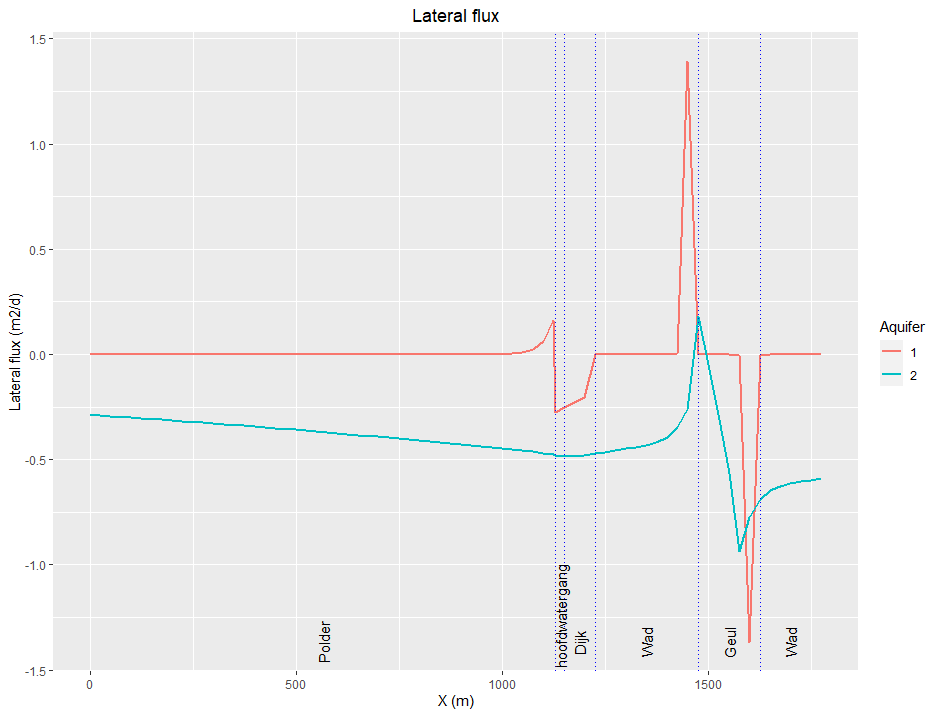 Lateral flux
1.5
1.0
0.5
0.0
-0.5
-1.0
-1.5
Lateral flux (m2/d)
Polder
hoofdwatergang
Dijk
Wad
Geul
Wad
0
500
1000
1500
X (m)
Aquifer
1
2